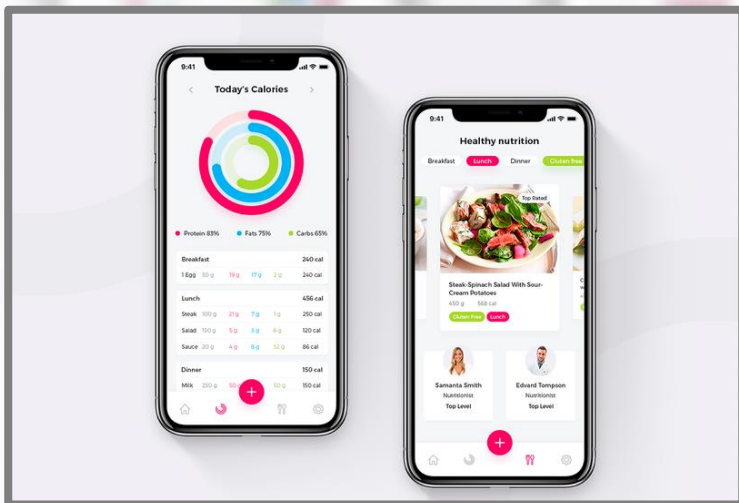 9:41
Today's Calories
Protein 83%
Fats 75%
Carbs 65%
Breakfast 240 cal
1 Egg 50 g 19 g 17 g 2 g 240 cal
Lunch 456 cal
Steak 100 g 21 g 7 g 1 g 250 cal
Salad 150 g 5 g 3 g 8 g 120 cal
Sauce 20 g 4 g 8 g 32 g 86 cal
Dinner 150 cal
Milk 200 g 50 g 150 cal
9:41
Healthy nutrition
Breakfast Lunch Dinner Gluten Free
Top Rated
Steak-Spinach Salad With Sour-
Cream Potatoes
450 g 568 cal
Gluten Free Lunch
Samanta Smith
Nutritionist
Top Level
Edvard Tompson
Nutritionist
Top Level